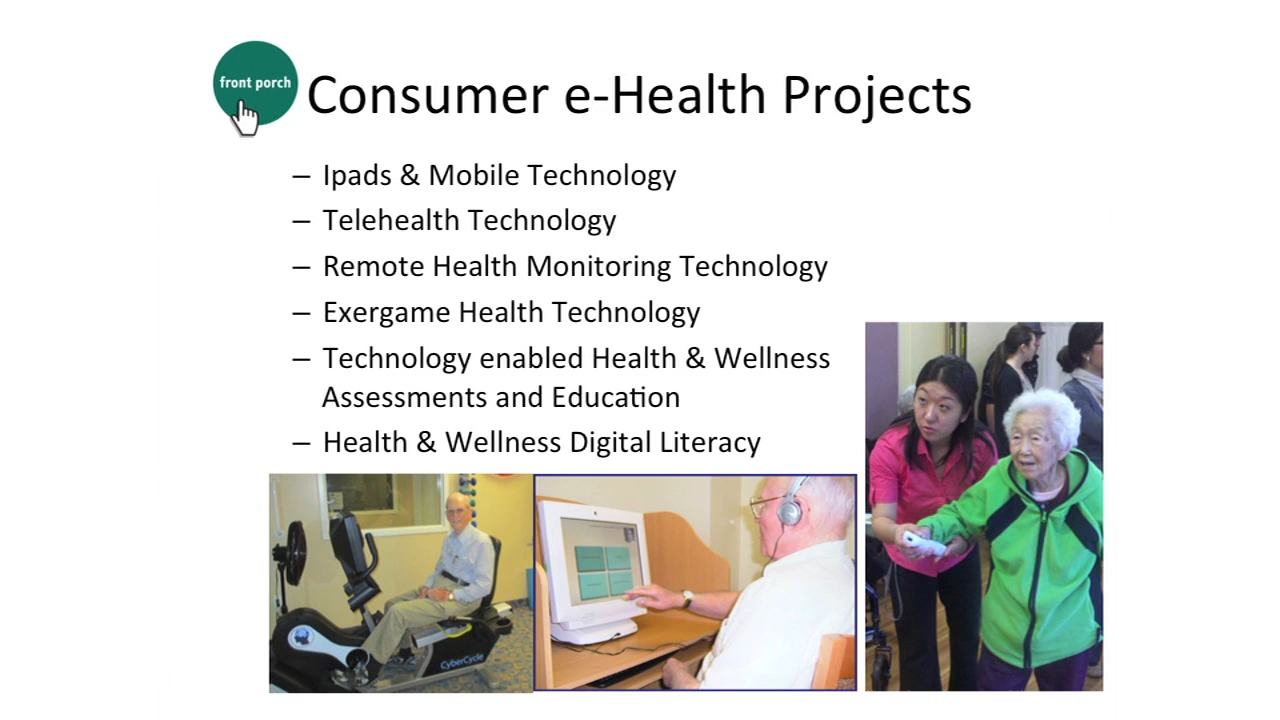 front porch
Consumer e-Health Projects
– Ipads & Mobile Technology
– Telehealth Technology
– Remote Health Monitoring Technology
– Exergame Health Technology
– Technology enabled Health & Wellness
Assessments and Education
– Health & Wellness Digital Literacy
CyberCycle